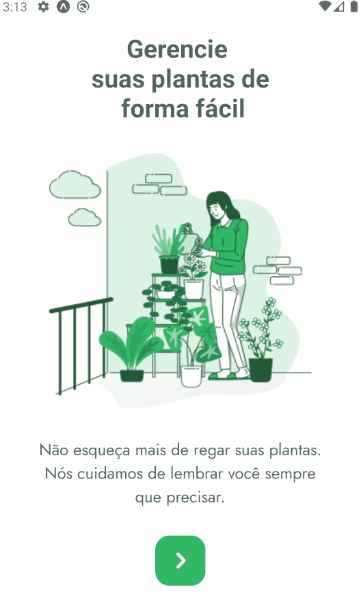 3:13
Gerencie
suas plantas de
forma fácil
Não esqueça mais de regar suas plantas.
Nós cuidamos de lembrar você sempre
que precisar.